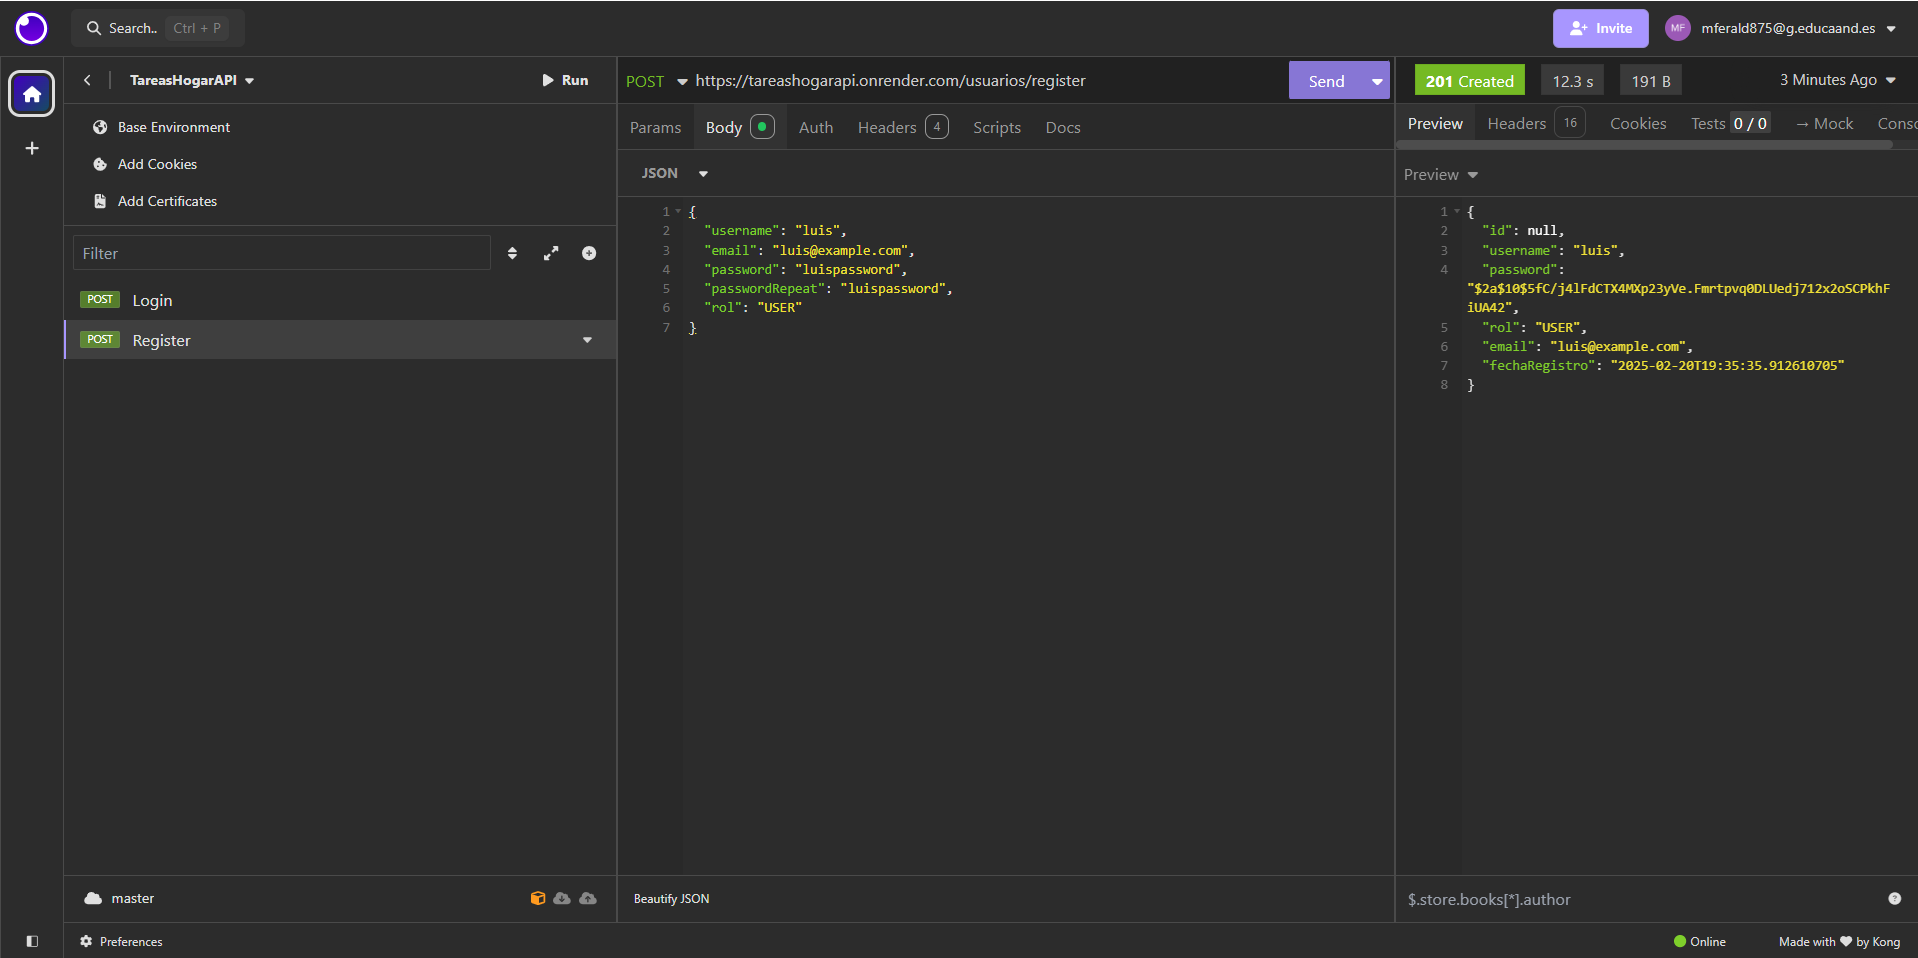 Search.. Ctrl + P
Invite
MF mferald875@g.educaand.es
TareasHogarAPI
Run
Base Environment
Add Cookies
Add Certificates
Filter
POST Login
POST Register
master
Preferences
POST https://tareashogarapi.onrender.com/usuarios/register Send
Params Body Auth Headers 4 Scripts Docs
JSON
1 {
2 "username": "luis",
3 "email": "luis@example.com",
4 "password": "luispassword",
5 "passwordRepeat": "luispassword",
6 "rol": "USER"
7 }
Beautify JSON
201 Created 12.3 s 191 B 3 Minutes Ago
Preview Headers 16 Cookies Tests 0 / 0 → Mock Conso
Preview
1 {
2 "id": null,
3 "username": "luis",
4 "password":
"$2a$10$5fC/j4lFdCTX4MXp23yVe.Fmrtpvq0DLUedj712x2oSCPkhF
iUA42",
5 "rol": "USER",
6 "email": "luis@example.com",
7 "fechaRegistro": "2025-02-20T19:35:35.912610705"
8 }
$.store.books[*].author
Online
Made with ♥ by Kong